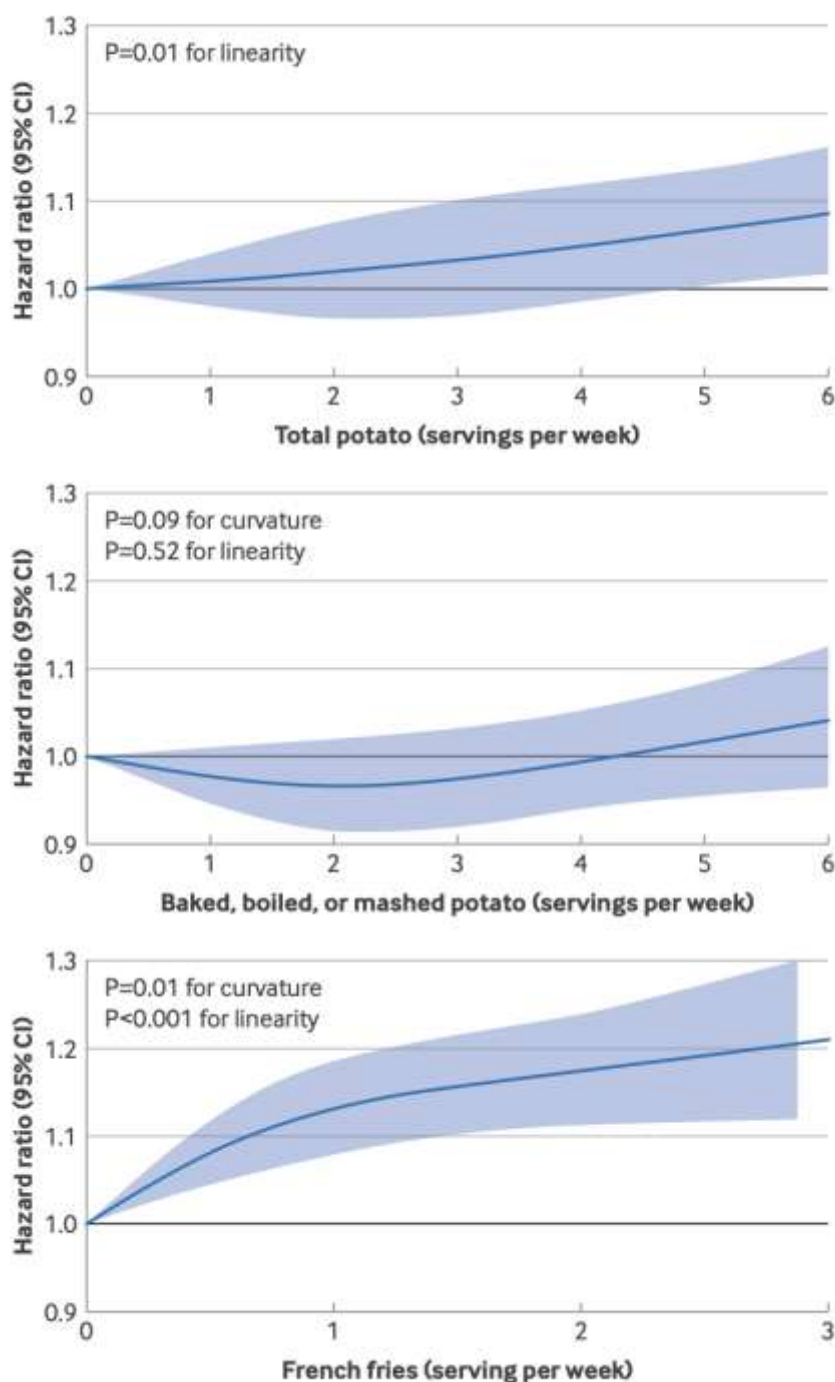 P=0.01 for linearity
Hazard ratio (95% CI)
1.3
1.2
1.1
1.0
0.9
0 1 2 3 4 5 6
Total potato (servings per week)
P=0.09 for curvature
P=0.52 for linearity
Hazard ratio (95% CI)
1.3
1.2
1.1
1.0
0.9
0 1 2 3 4 5 6
Baked, boiled, or mashed potato (servings per week)
P=0.01 for curvature
P<0.001 for linearity
Hazard ratio (95% CI)
1.3
1.2
1.1
1.0
0.9
0 1 2 3
French fries (serving per week)